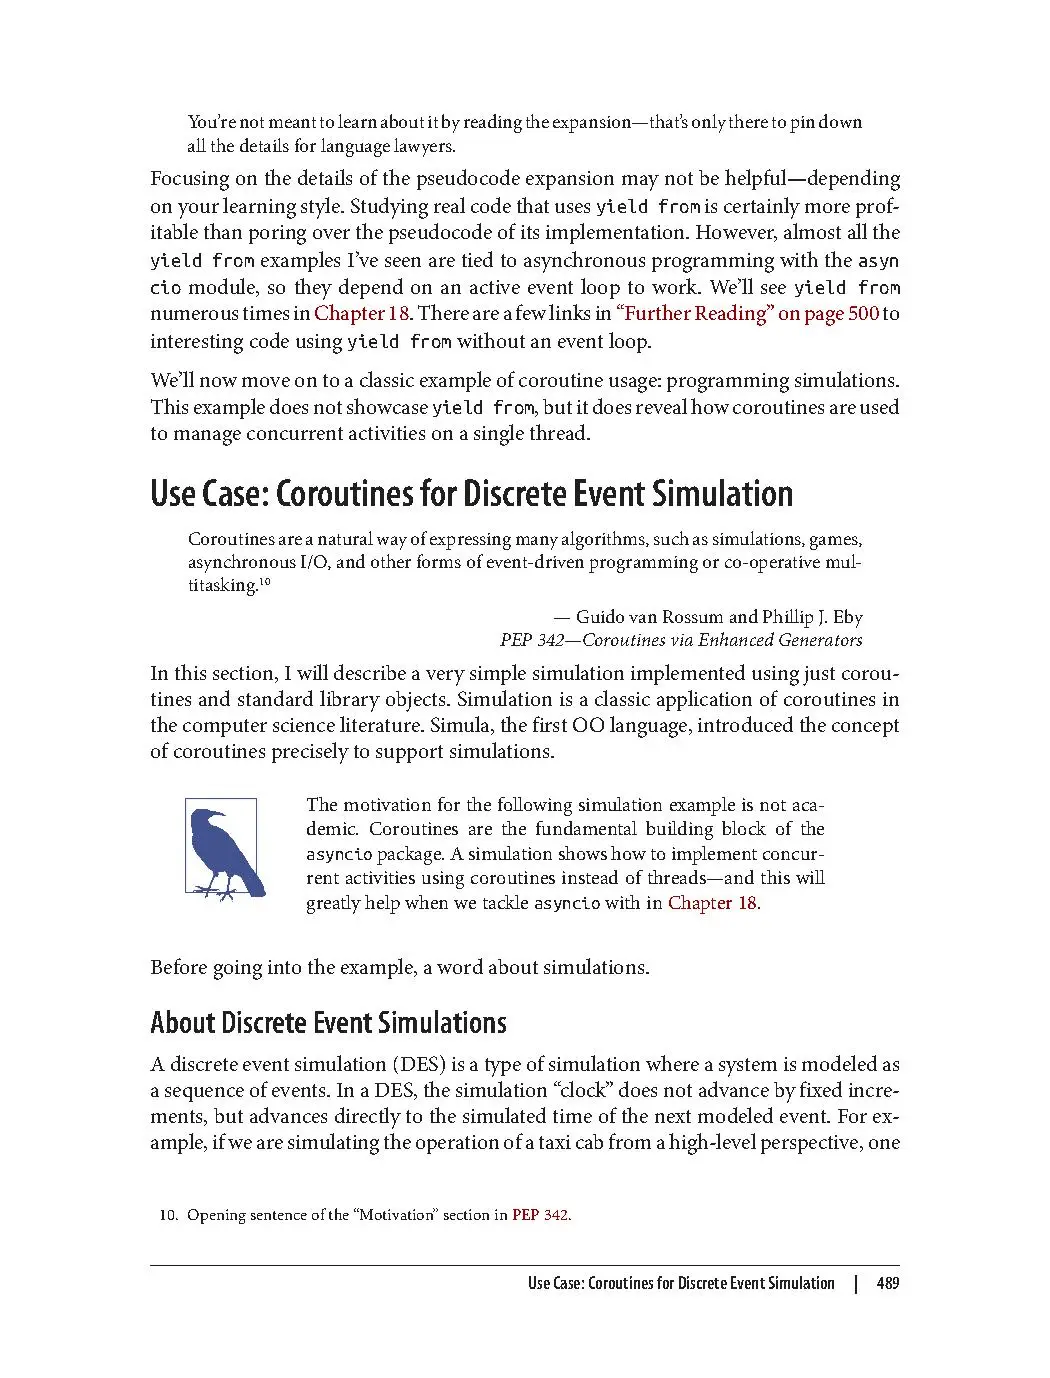 You’re not meant to learn about it by reading the expansion—that’s only there to pin down
all the details for language lawyers.
Focusing on the details of the pseudocode expansion may not be helpful—depending
on your learning style. Studying real code that uses yield from is certainly more prof-
itable than poring over the pseudocode of its implementation. However, almost all the
yield from examples I’ve seen are tied to asynchronous programming with the asyn
cio module, so they depend on an active event loop to work. We’ll see yield from
numerous times in Chapter 18. There are a few links in “Further Reading” on page 500 to
interesting code using yield from without an event loop.
We’ll now move on to a classic example of coroutine usage: programming simulations.
This example does not showcase yield from, but it does reveal how coroutines are used
to manage concurrent activities on a single thread.
Use Case: Coroutines for Discrete Event Simulation
Coroutines are a natural way of expressing many algorithms, such as simulations, games,
asynchronous I/O, and other forms of event-driven programming or co-operative mul-
titasking.10
— Guido van Rossum and Phillip J. Eby
PEP 342—Coroutines via Enhanced Generators
In this section, I will describe a very simple simulation implemented using just corou-
tines and standard library objects. Simulation is a classic application of coroutines in
the computer science literature. Simula, the first OO language, introduced the concept
of coroutines precisely to support simulations.
The motivation for the following simulation example is not aca-
demic. Coroutines are the fundamental building block of the
asyncio package. A simulation shows how to implement concur-
rent activities using coroutines instead of threads—and this will
greatly help when we tackle asyncio with in Chapter 18.
Before going into the example, a word about simulations.
About Discrete Event Simulations
A discrete event simulation (DES) is a type of simulation where a system is modeled as
a sequence of events. In a DES, the simulation “clock” does not advance by fixed incre-
ments, but advances directly to the simulated time of the next modeled event. For ex-
ample, if we are simulating the operation of a taxi cab from a high-level perspective, one
10. Opening sentence of the “Motivation” section in PEP 342.
Use Case: Coroutines for Discrete Event Simulation | 489